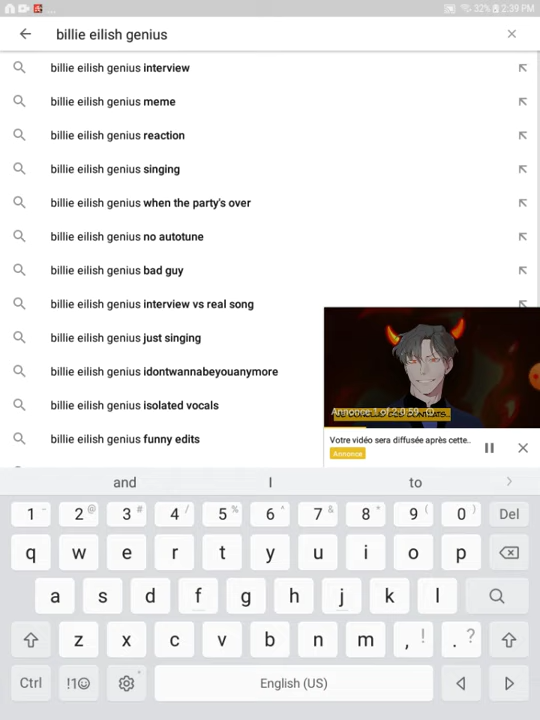 ... 32% 2:39 PM
billie eilish genius
billie eilish genius interview
billie eilish genius meme
billie eilish genius reaction
billie eilish genius singing
billie eilish genius when the party's over
billie eilish genius no autotune
billie eilish genius bad guy
billie eilish genius interview vs real song
billie eilish genius just singing
billie eilish genius idontwannabeyouanymore
billie eilish genius isolated vocals
billie eilish genius funny edits
Annonce 1 of 2 0:59
Votre vidéo sera diffusée après cette..
Annonce
and I to
1 - 2 @ 3 # 4 / 5 % 6 ^ 7 & 8 * 9 ( 0 ) Del
q w e r t y u i o p
a s d f g h j k l
z x c v b n m , ! . ?
Ctrl !1☺ English (US)